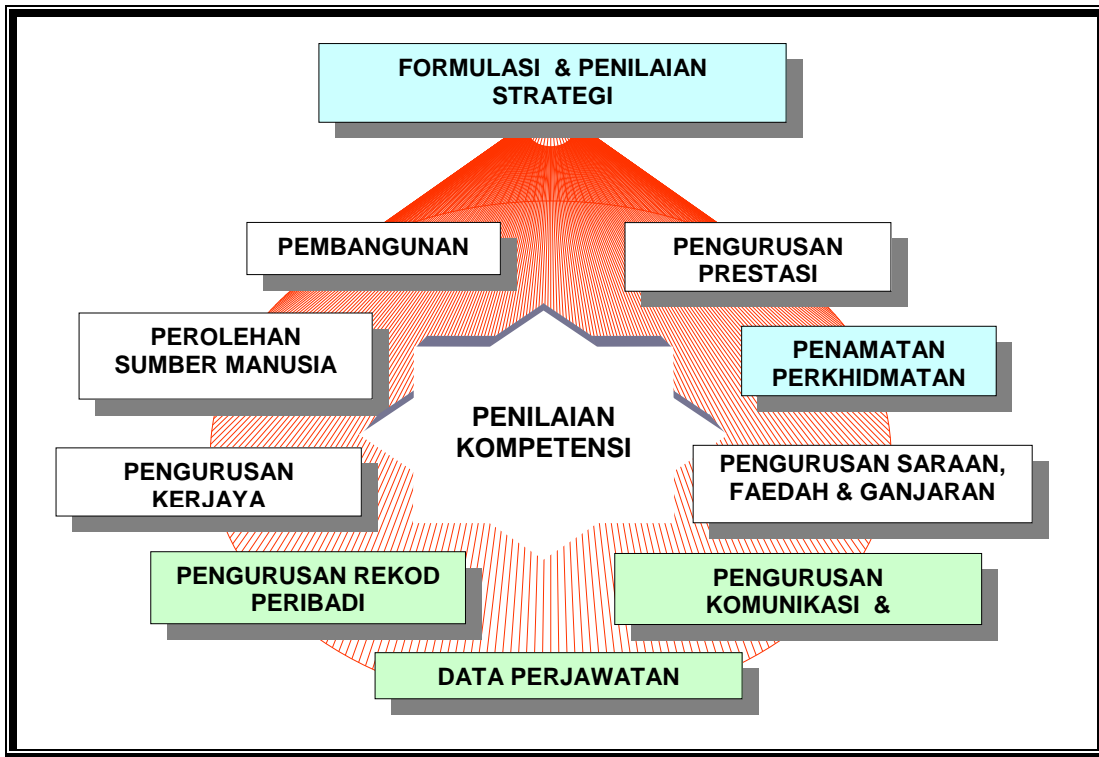 FORMULASI & PENILAIAN
STRATEGI
PEMBANGUNAN
PENGURUSAN
PRESTASI
PEROLEHAN
SUMBER MANUSIA
PENAMATAN
PERKHIDMATAN
PENILAIAN
KOMPETENSI
PENGURUSAN
KERJAYA
PENGURUSAN SARAAN,
FAEDAH & GANJARAN
PENGURUSAN REKOD
PERIBADI
PENGURUSAN
KOMUNIKASI &
DATA PERJAWATAN